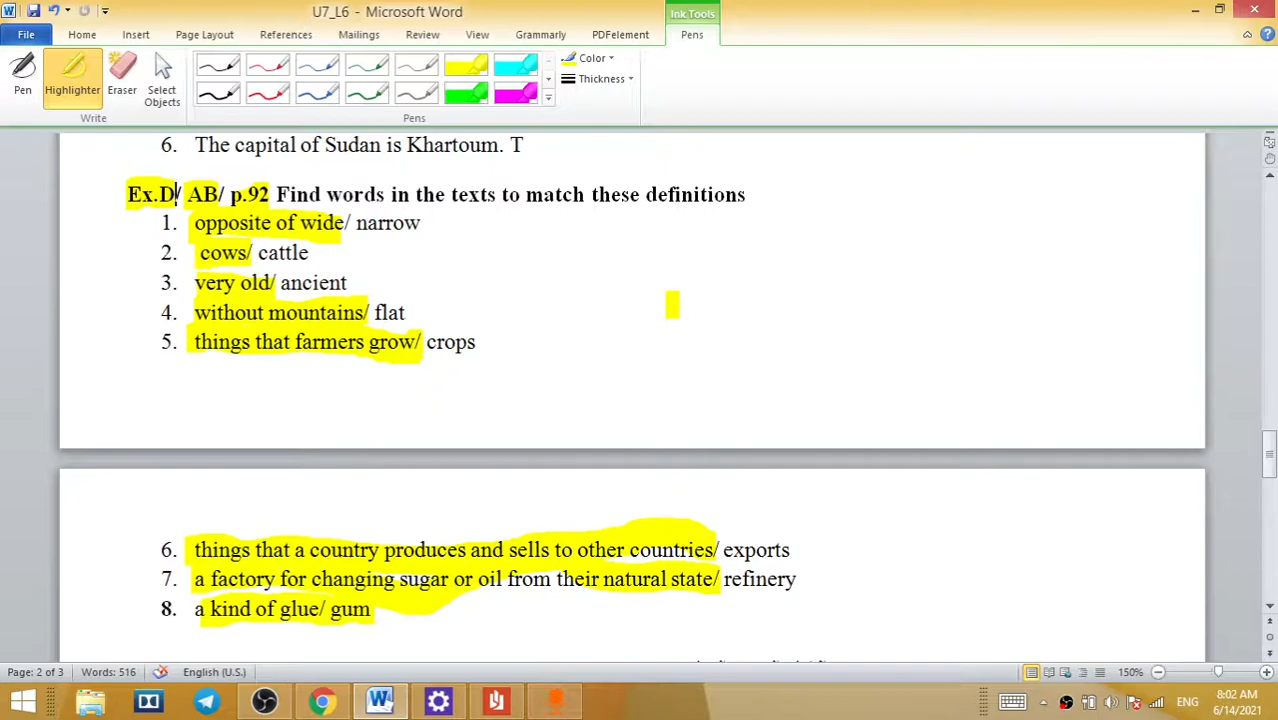 U7_L6 - Microsoft Word
Ink Tools
File Home Insert Page Layout References Mailings Review View Grammarly PDFelement Pens
Pen Highlighter Eraser Select Objects
Color
Thickness
Write
Pens
6. The capital of Sudan is Khartoum. T
Ex.D/ AB/ p.92 Find words in the texts to match these definitions
1. opposite of wide/ narrow
2. cows/ cattle
3. very old/ ancient
4. without mountains/ flat
5. things that farmers grow/ crops
6. things that a country produces and sells to other countries/ exports
7. a factory for changing sugar or oil from their natural state/ refinery
8. a kind of glue/ gum
Page: 2 of 3 Words: 516 English (U.S.) 150%
ENG 8:02 AM
6/14/2021